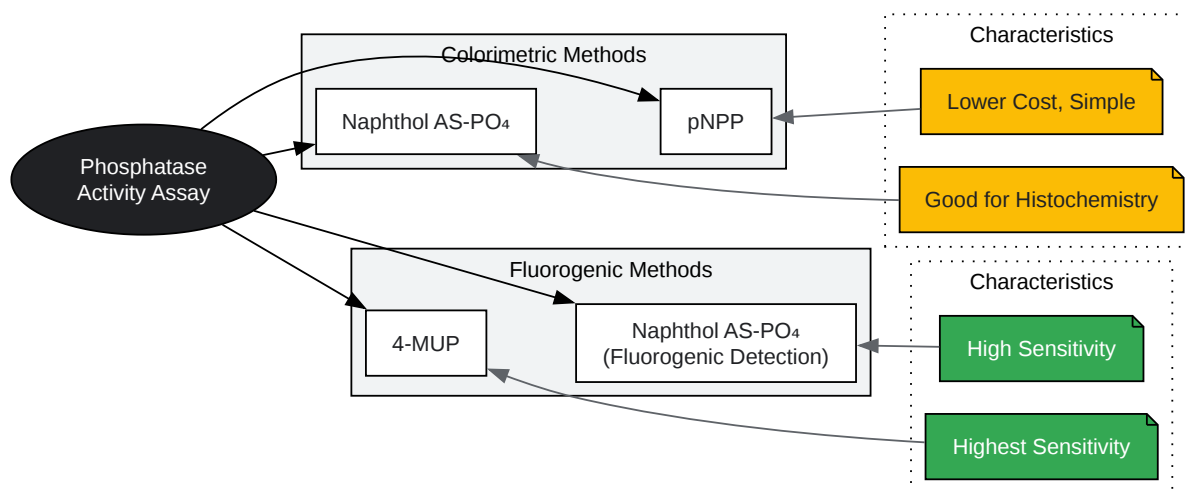 Phosphatase
Activity Assay
Colorimetric Methods
Naphthol AS-PO₄
pNPP
Characteristics
Lower Cost, Simple
Good for Histochemistry
Fluorogenic Methods
4-MUP
Naphthol AS-PO₄
(Fluorogenic Detection)
Characteristics
High Sensitivity
Highest Sensitivity